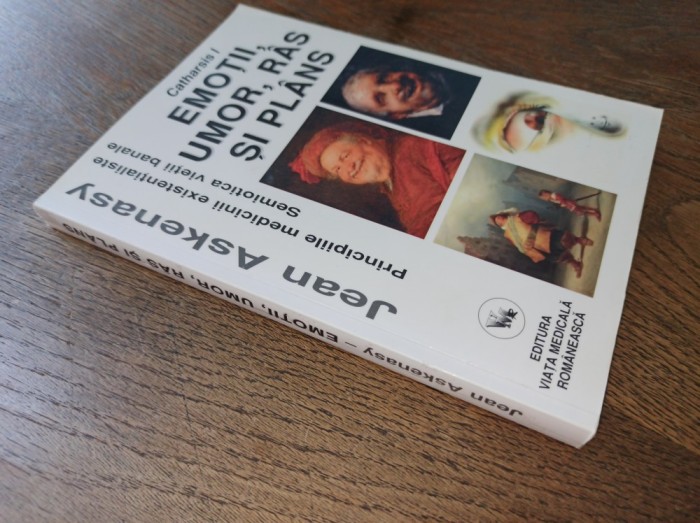 Jean Askenasy
Principiile medicinii existențialiste
Semiotica vieții banale
Catharsis I
EMOȚII,
UMOR, RÂS
ȘI PLÂNS
EDITURA
VIAȚA MEDICALĂ
ROMÂNEASCĂ
Jean Askenasy – EMOȚII, UMOR, RÂS ȘI PLÂNS